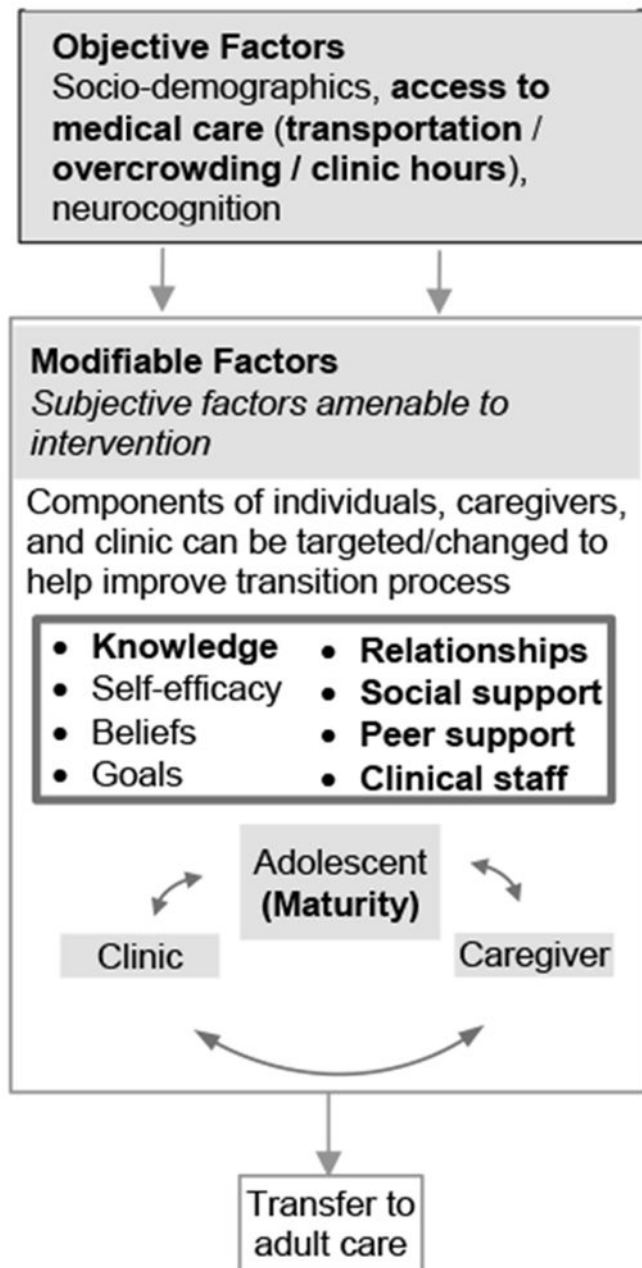 Objective Factors
Socio-demographics, access to
medical care (transportation /
overcrowding / clinic hours),
neurocognition
Modifiable Factors
Subjective factors amenable to
intervention
Components of individuals, caregivers,
and clinic can be targeted/changed to
help improve transition process
• Knowledge
• Self-efficacy
• Beliefs
• Goals
• Relationships
• Social support
• Peer support
• Clinical staff
Adolescent
(Maturity)
Clinic
Caregiver
Transfer to
adult care